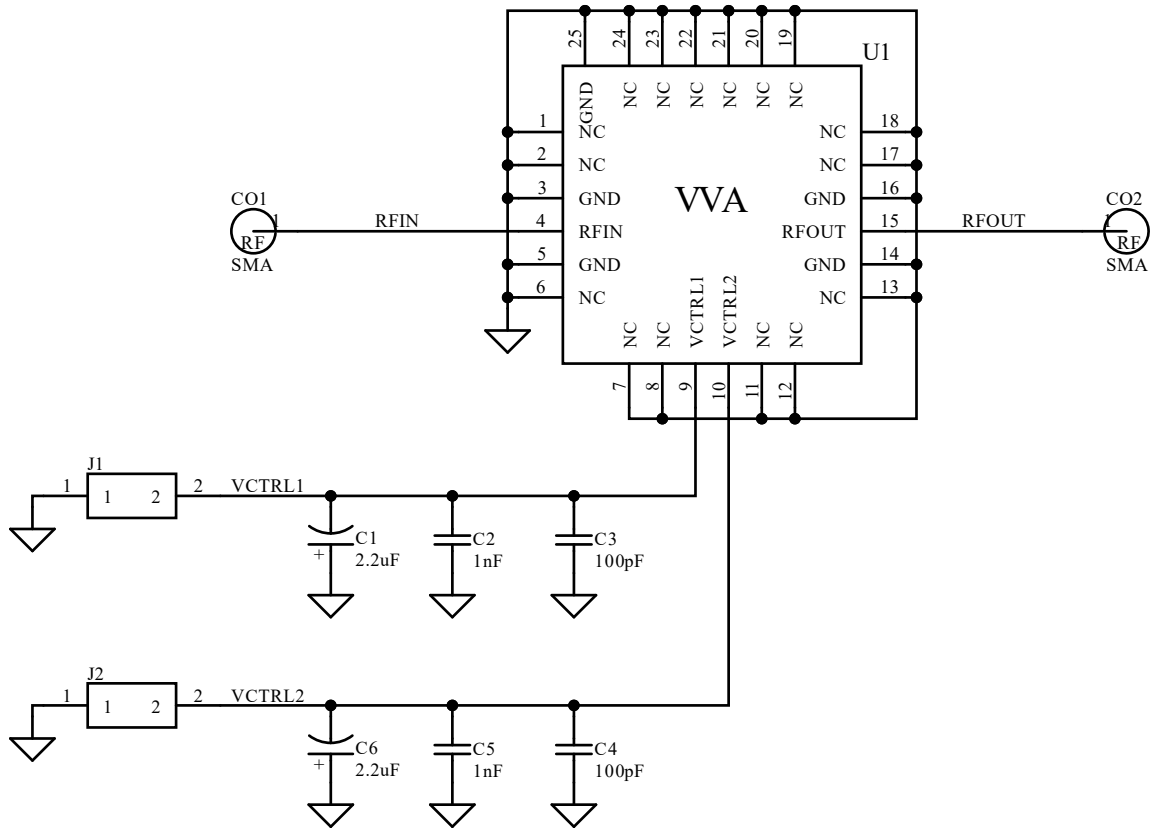 25
24
23
22
21
20
19
U1
GND
NC
NC
NC
NC
NC
NC
1
NC
NC
18
2
NC
NC
17
3
GND
VVA
GND
16
CO1
1
RF
SMA
RFIN
4
RFIN
RFOUT
15
RFOUT
CO2
1
RF
SMA
5
GND
GND
14
6
NC
NC
13
NC
NC
VCTRL1
VCTRL2
NC
NC
7
8
9
10
11
12
J1
1
1
2
2
VCTRL1
+
C1
2.2uF
C2
1nF
C3
100pF
J2
1
1
2
2
VCTRL2
+
C6
2.2uF
C5
1nF
C4
100pF